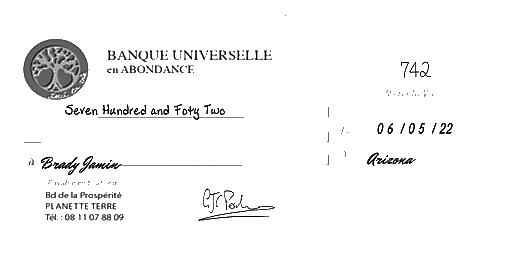 BANQUE UNIVERSELLE
en ABONDANCE
742
Seven Hundred and Foty Two
06/05/22
à Brady Jamin
Arizona
Bd de la Prospérité
PLANETTE TERRE
Tél. : 08 11 07 88 09